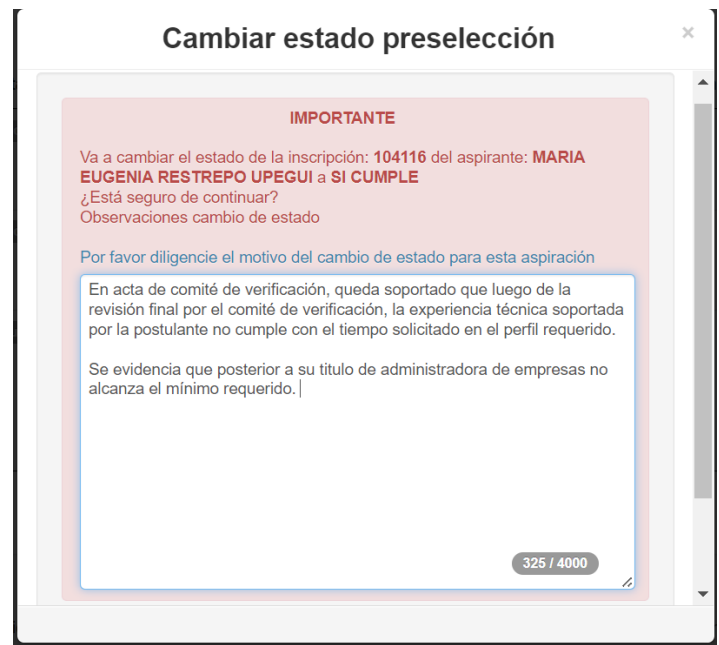 Cambiar estado preselección
×
IMPORTANTE
Va a cambiar el estado de la inscripción: 104116 del aspirante: MARIA
EUGENIA RESTREPO UPEGUI a SI CUMPLE
¿Está seguro de continuar?
Observaciones cambio de estado
Por favor diligencie el motivo del cambio de estado para esta aspiración
En acta de comité de verificación, queda soportado que luego de la
revisión final por el comité de verificación, la experiencia técnica soportada
por la postulante no cumple con el tiempo solicitado en el perfil requerido.
Se evidencia que posterior a su titulo de administradora de empresas no
alcanza el mínimo requerido.
325 / 4000